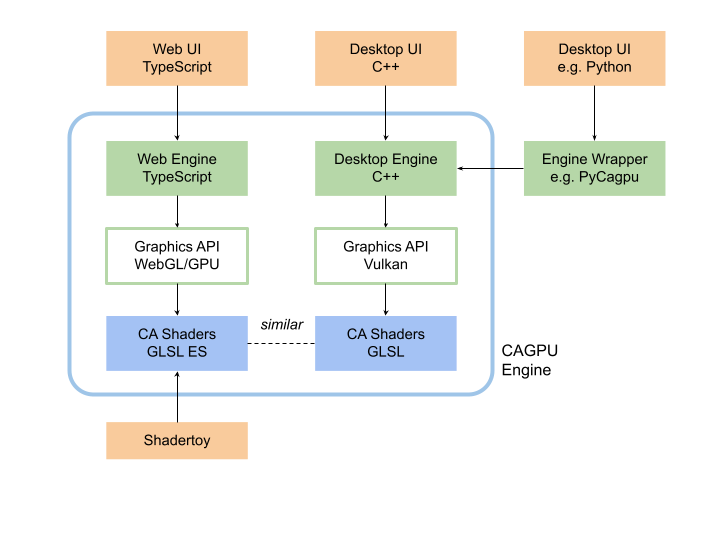 Web UI
TypeScript
Desktop UI
C++
Desktop UI
e.g. Python
Web Engine
TypeScript
Desktop Engine
C++
Engine Wrapper
e.g. PyCagpu
Graphics API
WebGL/GPU
Graphics API
Vulkan
CA Shaders
GLSL ES
similar
CA Shaders
GLSL
CAGPU
Engine
Shadertoy